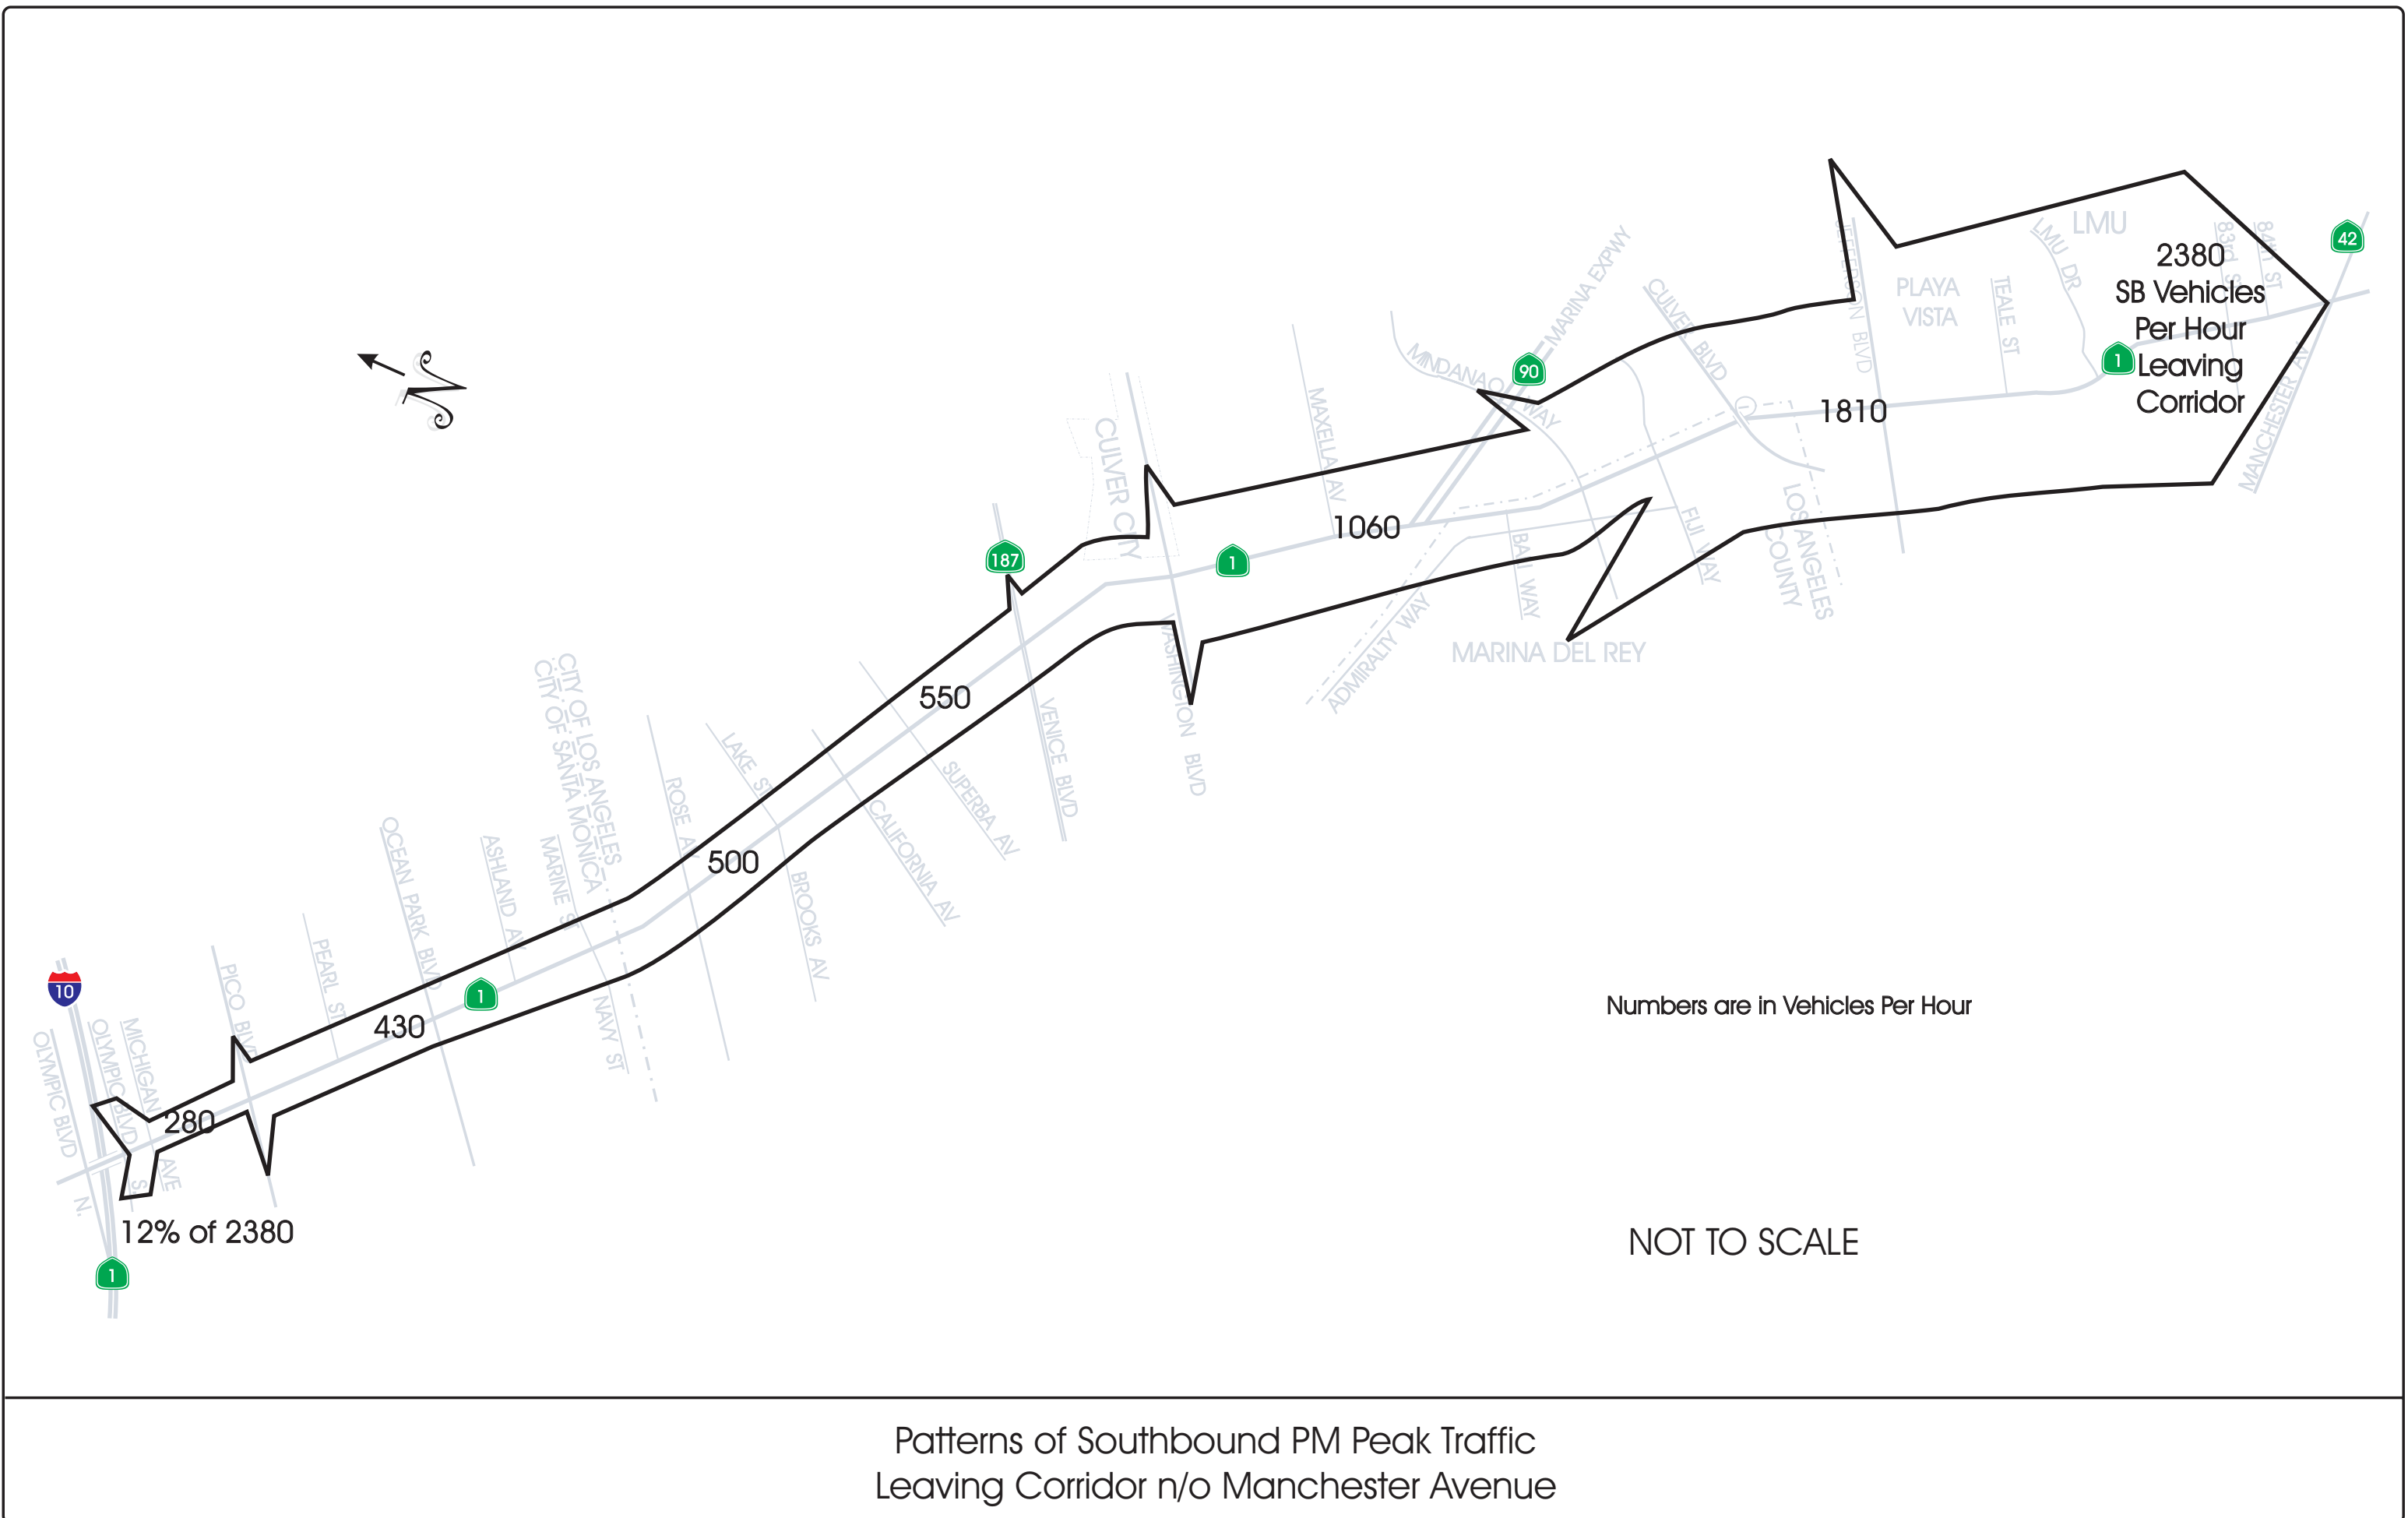 LMU
LMU DR
83rd ST
84th ST
42
2380
SB Vehicles
Per Hour
Leaving
Corridor
1
MANCHESTER AV
PLAYA
VISTA
TEALE ST
JEFFERSON BLVD
1810
CULVER BLVD
MARINA EXPWY
90
MINDANAO WAY
MAXELLA AV
1060
FIJI WAY
LOS ANGELES
COUNTY
BALI WAY
ADMIRALTY WAY
MARINA DEL REY
N
CULVER CITY
1
187
WASHINGTON BLVD
VENICE BLVD
550
SUPERBA AV
CALIFORNIA AV
LAKE ST
BROOKS AV
500
ROSE AV
CITY OF LOS ANGELES
CITY OF SANTA MONICA
MARINE ST
NAVY ST
ASHLAND AV
1
OCEAN PARK BLVD
430
PEARL ST
PICO BLVD
10
280
MICHIGAN AVE
OLYMPIC BLVD S.
OLYMPIC BLVD N.
12% of 2380
1
Numbers are in Vehicles Per Hour
NOT TO SCALE
Patterns of Southbound PM Peak Traffic
Leaving Corridor n/o Manchester Avenue